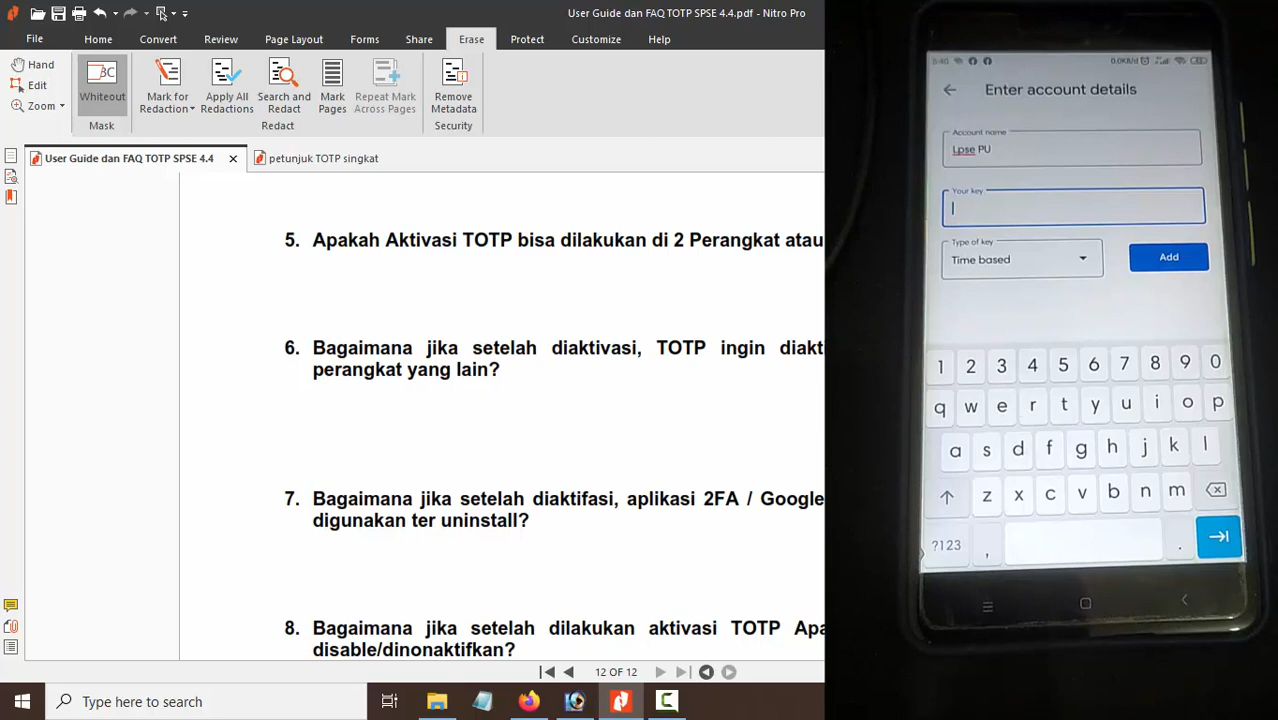 User Guide dan FAQ TOTP SPSE 4.4.pdf - Nitro Pro
File Home Convert Review Page Layout Forms Share Erase Protect Customize Help
Hand
Edit
Zoom
Whiteout
Mark for Redaction
Apply All Redactions
Search and Redact
Mark Pages
Repeat Mark Across Pages
Remove Metadata
Mask Redact Security
User Guide dan FAQ TOTP SPSE 4.4
petunjuk TOTP singkat
5. Apakah Aktivasi TOTP bisa dilakukan di 2 Perangkat atau
6. Bagaimana jika setelah diaktivasi, TOTP ingin diakt
perangkat yang lain?
7. Bagaimana jika setelah diaktifasi, aplikasi 2FA / Google
digunakan ter uninstall?
8. Bagaimana jika setelah dilakukan aktivasi TOTP Apa
disable/dinonaktifkan?
12 OF 12
Type here to search
Enter account details
Account name
Lpse PU
Your key
Type of key
Time based
Add
1 2 3 4 5 6 7 8 9 0
q w e r t y u i o p
a s d f g h j k l
z x c v b n m
?123 , .